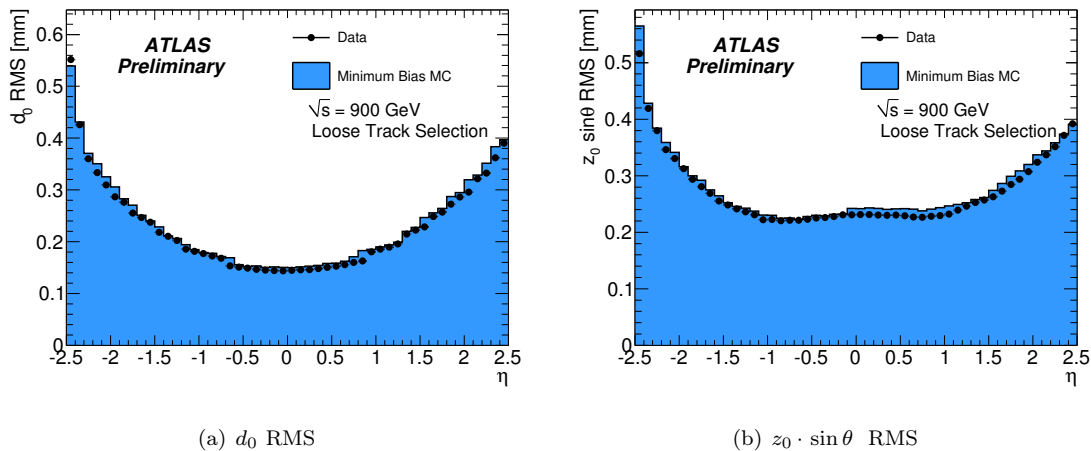 d0 RMS [mm]
0.6
0.5
0.4
0.3
0.2
0.1
0
ATLAS
Preliminary
Data
Minimum Bias MC
√s = 900 GeV
Loose Track Selection
-2.5 -2 -1.5 -1 -0.5 0 0.5 1 1.5 2 2.5
η
(a) d0 RMS
z0 sinθ RMS [mm]
0.5
0.4
0.3
0.2
0.1
0
ATLAS
Preliminary
Data
Minimum Bias MC
√s = 900 GeV
Loose Track Selection
-2.5 -2 -1.5 -1 -0.5 0 0.5 1 1.5 2 2.5
η
(b) z0 · sin θ RMS